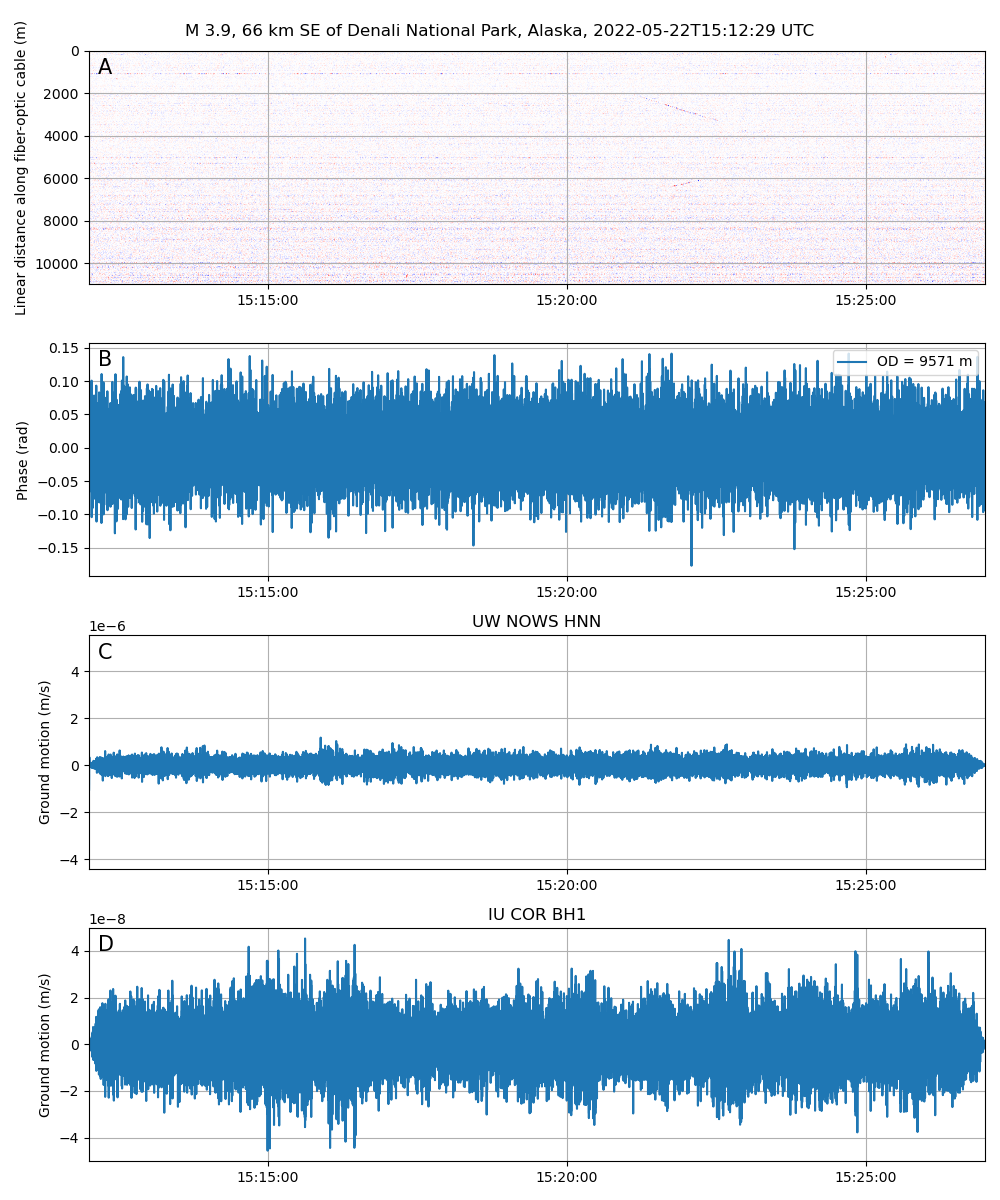 M 3.9, 66 km SE of Denali National Park, Alaska, 2022-05-22T15:12:29 UTC
A
Linear distance along fiber-optic cable (m)
0
2000
4000
6000
8000
10000
15:15:00 15:20:00 15:25:00
B
OD = 9571 m
Phase (rad)
0.15
0.10
0.05
0.00
−0.05
−0.10
−0.15
15:15:00 15:20:00 15:25:00
UW NOWS HNN
1e−6
C
Ground motion (m/s)
4
2
0
−2
−4
15:15:00 15:20:00 15:25:00
IU COR BH1
1e−8
D
Ground motion (m/s)
4
2
0
−2
−4
15:15:00 15:20:00 15:25:00